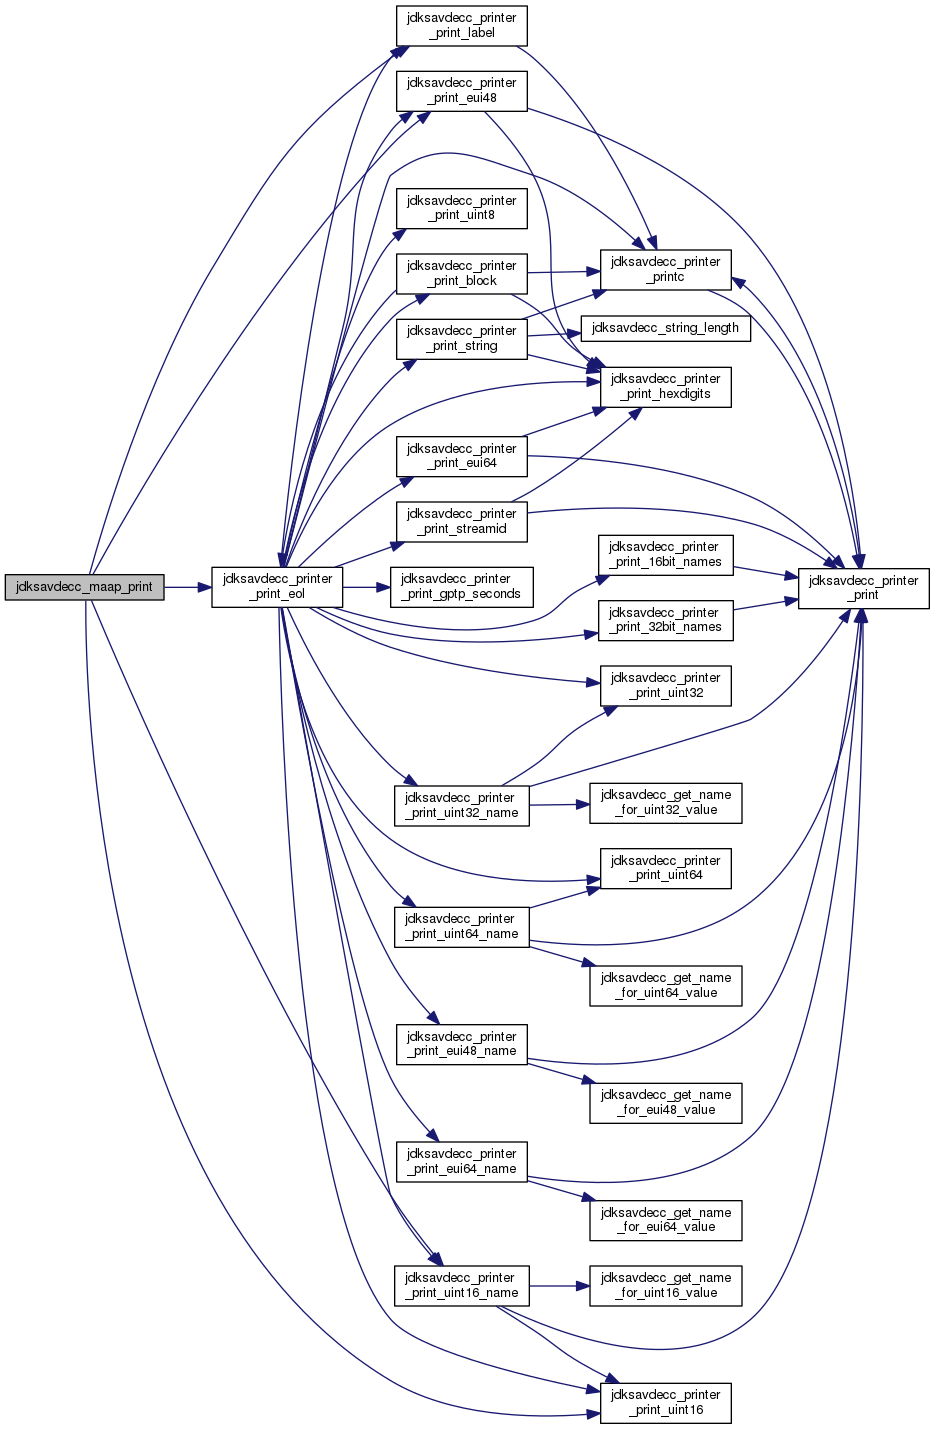 jdksavdecc_printer
_print_label
jdksavdecc_printer
_print_eui48
jdksavdecc_printer
_print_uint8
jdksavdecc_printer
_print_block
jdksavdecc_printer
_printc
jdksavdecc_string_length
jdksavdecc_printer
_print_string
jdksavdecc_printer
_print_hexdigits
jdksavdecc_printer
_print_eui64
jdksavdecc_printer
_print_streamid
jdksavdecc_printer
_print_16bit_names
jdksavdecc_maap_print
jdksavdecc_printer
_print_eol
jdksavdecc_printer
_print_gptp_seconds
jdksavdecc_printer
_print
jdksavdecc_printer
_print_32bit_names
jdksavdecc_printer
_print_uint32
jdksavdecc_printer
_print_uint32_name
jdksavdecc_get_name
_for_uint32_value
jdksavdecc_printer
_print_uint64
jdksavdecc_printer
_print_uint64_name
jdksavdecc_get_name
_for_uint64_value
jdksavdecc_printer
_print_eui48_name
jdksavdecc_get_name
_for_eui48_value
jdksavdecc_printer
_print_eui64_name
jdksavdecc_get_name
_for_eui64_value
jdksavdecc_printer
_print_uint16_name
jdksavdecc_get_name
_for_uint16_value
jdksavdecc_printer
_print_uint16